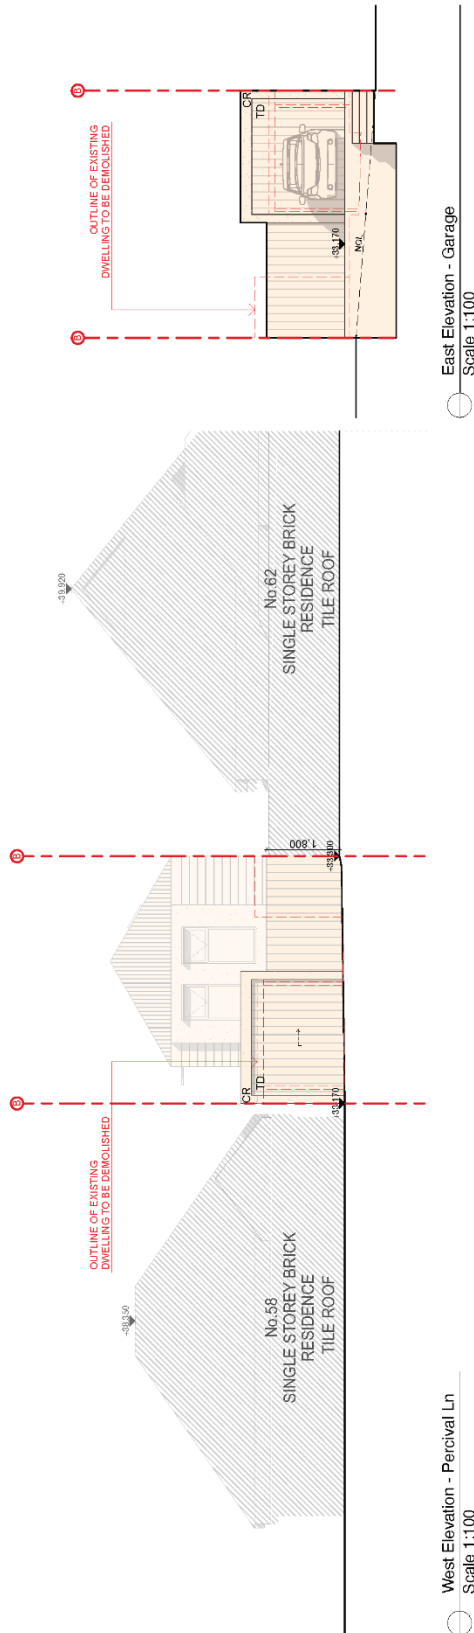 West Elevation - Percival Ln
Scale 1:100
No.58
SINGLE STOREY BRICK
RESIDENCE
TILE ROOF
+38,350
OUTLINE OF EXISTING
DWELLING TO BE DEMOLISHED
B
CR
TD
+33,170
B
+33,300
1,800
No.62
SINGLE STOREY BRICK
RESIDENCE
TILE ROOF
+39,920
East Elevation - Garage
Scale 1:100
B
OUTLINE OF EXISTING
DWELLING TO BE DEMOLISHED
+33,170
NGL
TD
CR
B